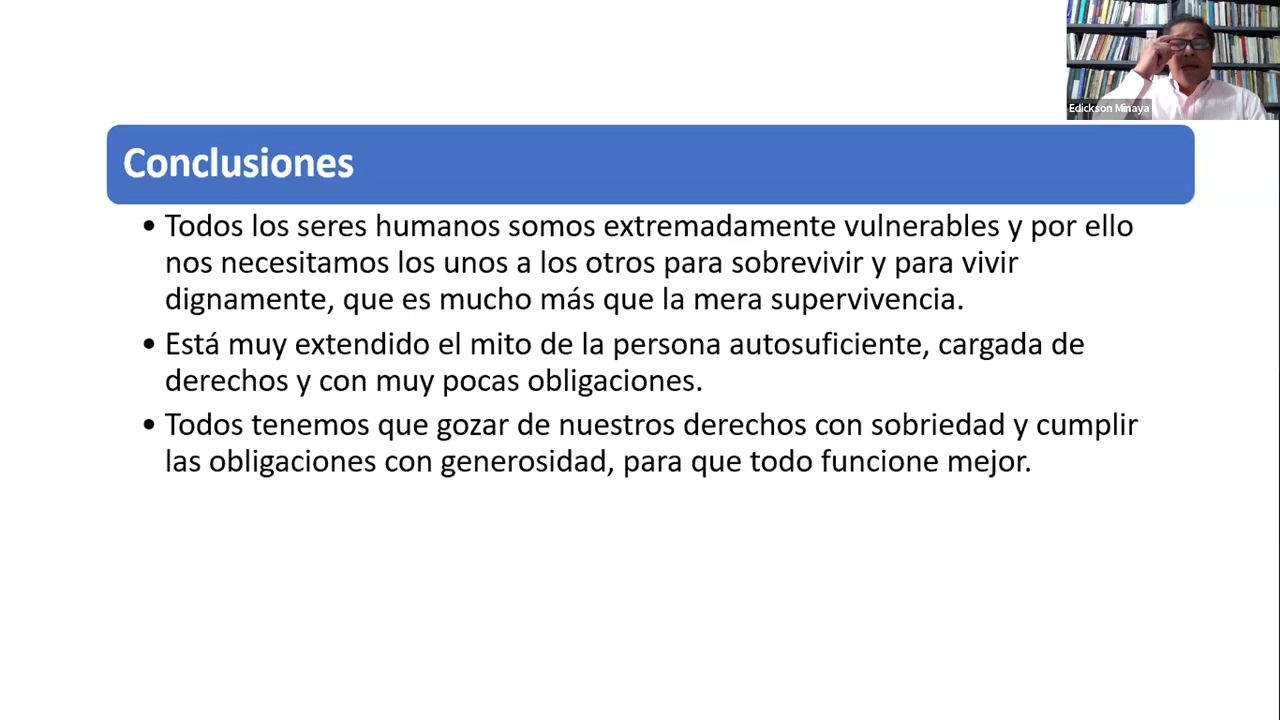 Edickson Minaya
Conclusiones
• Todos los seres humanos somos extremadamente vulnerables y por ello
nos necesitamos los unos a los otros para sobrevivir y para vivir
dignamente, que es mucho más que la mera supervivencia.
• Está muy extendido el mito de la persona autosuficiente, cargada de
derechos y con muy pocas obligaciones.
• Todos tenemos que gozar de nuestros derechos con sobriedad y cumplir
las obligaciones con generosidad, para que todo funcione mejor.